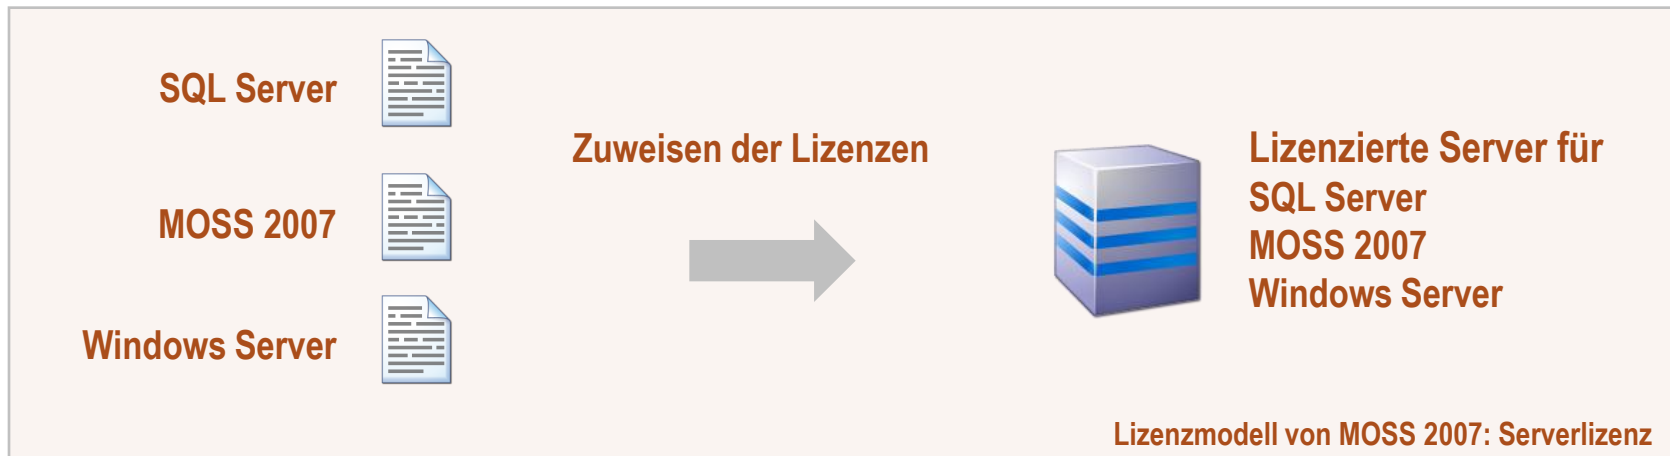 SQL Server
MOSS 2007
Windows Server
Zuweisen der Lizenzen
Lizenzierte Server für
SQL Server
MOSS 2007
Windows Server
Lizenzmodell von MOSS 2007: Serverlizenz